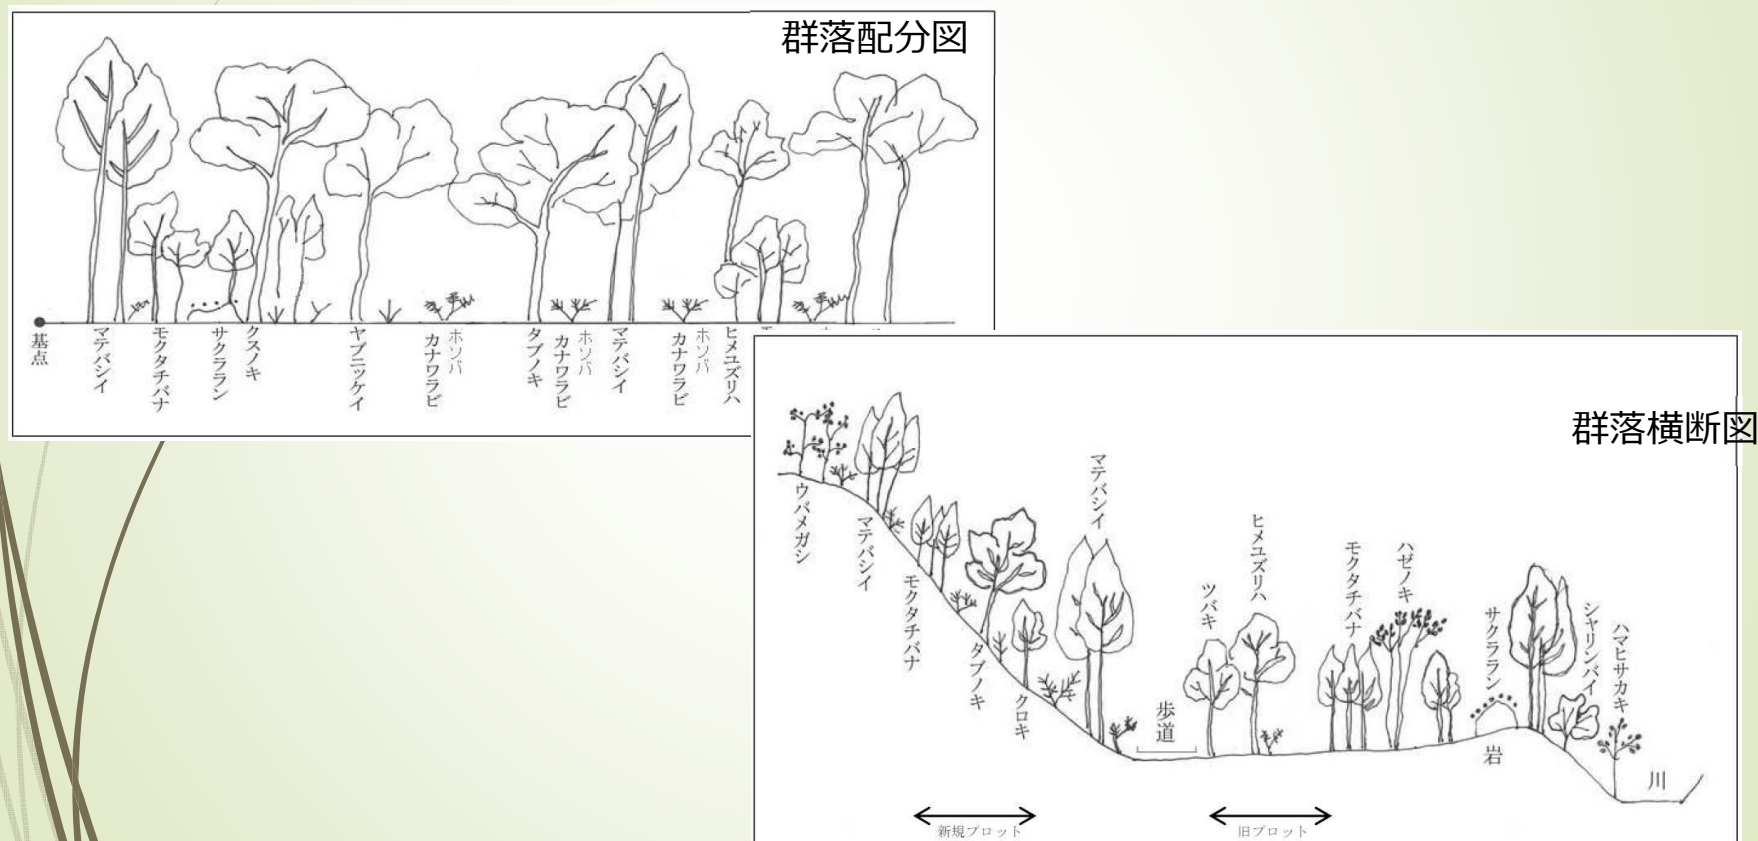 群落配分図
基点
マテバシイ
モクタチバナ
サクララン
クスノキ
ヤブニッケイ
ホソバ
カナワラビ
タブノキ
ホソバ
カナワラビ
マテバシイ
ホソバ
カナワラビ
ヒメユズリハ
群落横断図
ウバメガシ
マテバシイ
モクタチバナ
タブノキ
クロキ
マテバシイ
歩道
ツバキ
ヒメユズリハ
モクタチバナ
ハゼノキ
サクララン
岩
シャリンバイ
ハマヒサカキ
川
新規プロット
旧プロット